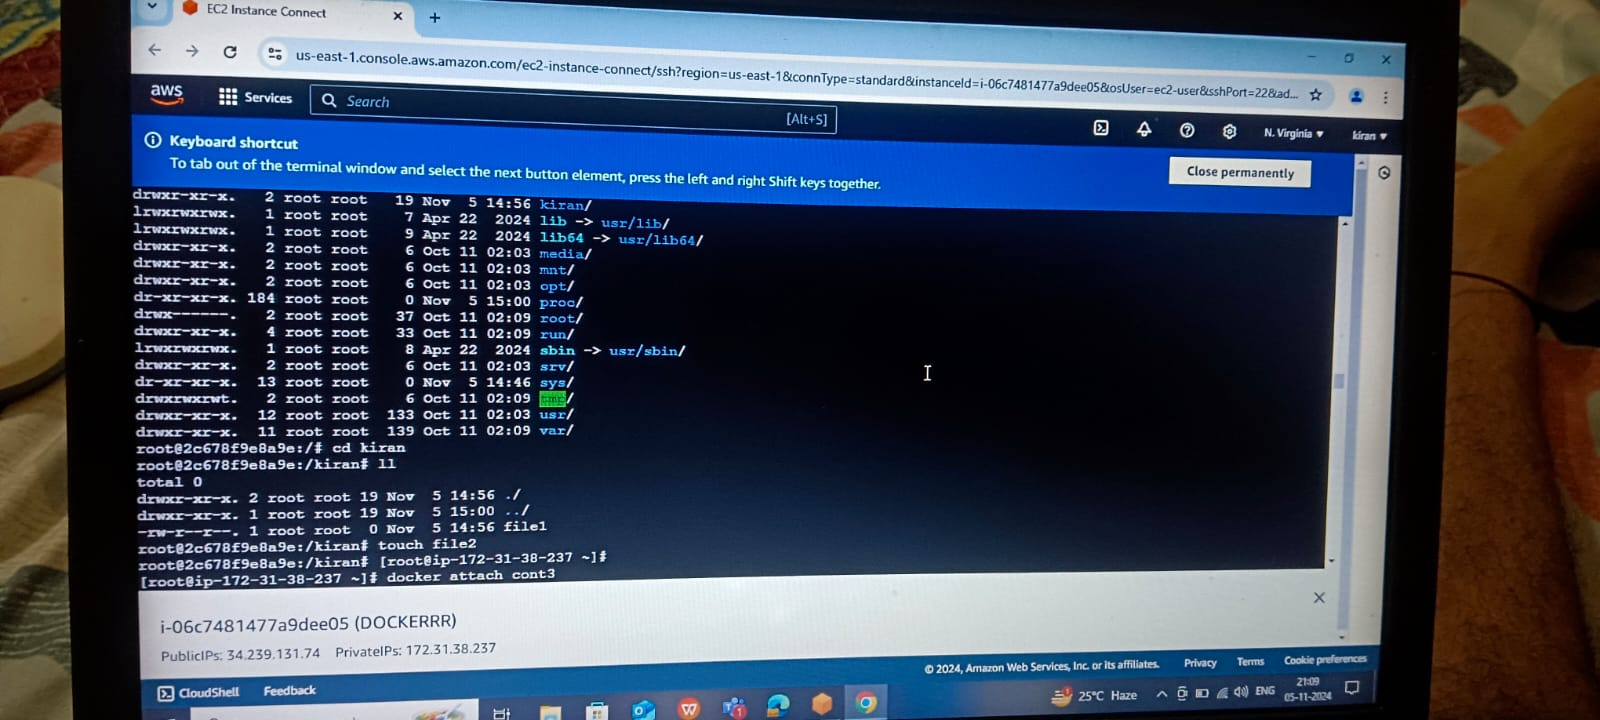 EC2 Instance Connect
us-east-1.console.aws.amazon.com/ec2-instance-connect/ssh?region=us-east-1&connType=standard&instanceId=i-06c7481477a9dee05&osUser=ec2-user&sshPort=22&ad...
aws Services Search [Alt+S] N. Virginia kiran
Keyboard shortcut
To tab out of the terminal window and select the next button element, press the left and right Shift keys together.
Close permanently
drwxr-xr-x. 2 root root 19 Nov 5 14:56 kiran/
lrwxrwxrwx. 1 root root 7 Apr 22 2024 lib -> usr/lib/
lrwxrwxrwx. 1 root root 9 Apr 22 2024 lib64 -> usr/lib64/
drwxr-xr-x. 2 root root 6 Oct 11 02:03 media/
drwxr-xr-x. 2 root root 6 Oct 11 02:03 mnt/
drwxr-xr-x. 2 root root 6 Oct 11 02:03 opt/
dr-xr-xr-x. 184 root root 0 Nov 5 15:00 proc/
drwx------. 2 root root 37 Oct 11 02:09 root/
drwxr-xr-x. 4 root root 33 Oct 11 02:09 run/
lrwxrwxrwx. 1 root root 8 Apr 22 2024 sbin -> usr/sbin/
drwxr-xr-x. 2 root root 6 Oct 11 02:03 srv/
dr-xr-xr-x. 13 root root 0 Nov 5 14:46 sys/
drwxrwxrwt. 2 root root 6 Oct 11 02:09 tmp/
drwxr-xr-x. 12 root root 133 Oct 11 02:03 usr/
drwxr-xr-x. 11 root root 139 Oct 11 02:09 var/
root@2c678f9e8a9e:/# cd kiran
root@2c678f9e8a9e:/kiran# ll
total 0
drwxr-xr-x. 2 root root 19 Nov 5 14:56 ./
drwxr-xr-x. 1 root root 19 Nov 5 15:00 ../
-rw-r--r--. 1 root root 0 Nov 5 14:56 file1
root@2c678f9e8a9e:/kiran# touch file2
root@2c678f9e8a9e:/kiran# [root@ip-172-31-38-237 ~]#
[root@ip-172-31-38-237 ~]# docker attach cont3
i-06c7481477a9dee05 (DOCKERRR)
PublicIPs: 34.239.131.74 PrivateIPs: 172.31.38.237
CloudShell Feedback © 2024, Amazon Web Services, Inc. or its affiliates. Privacy Terms Cookie preferences
25°C Haze ENG 21:09
05-11-2024